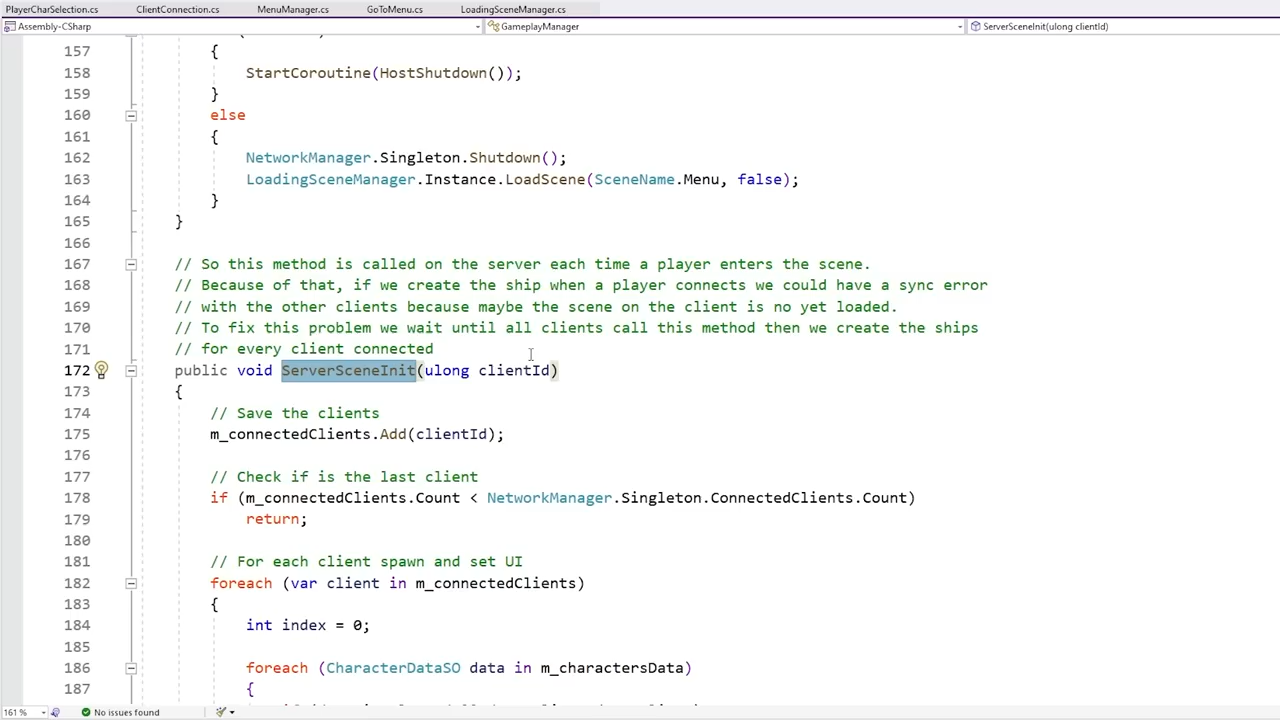 PlayerCharSelection.cs ClientConnection.cs MenuManager.cs GoToMenu.cs LoadingSceneManager.cs
Assembly-CSharp GameplayManager ServerSceneInit(ulong clientId)
157 {
158 StartCoroutine(HostShutdown());
159 }
160 else
161 {
162 NetworkManager.Singleton.Shutdown();
163 LoadingSceneManager.Instance.LoadScene(SceneName.Menu, false);
164 }
165 }
166
167 // So this method is called on the server each time a player enters the scene.
168 // Because of that, if we create the ship when a player connects we could have a sync error
169 // with the other clients because maybe the scene on the client is no yet loaded.
170 // To fix this problem we wait until all clients call this method then we create the ships
171 // for every client connected
172 public void ServerSceneInit(ulong clientId)
173 {
174 // Save the clients
175 m_connectedClients.Add(clientId);
176
177 // Check if is the last client
178 if (m_connectedClients.Count < NetworkManager.Singleton.ConnectedClients.Count)
179 return;
180
181 // For each client spawn and set UI
182 foreach (var client in m_connectedClients)
183 {
184 int index = 0;
185
186 foreach (CharacterDataSO data in m_charactersData)
187 {
161 % No issues found